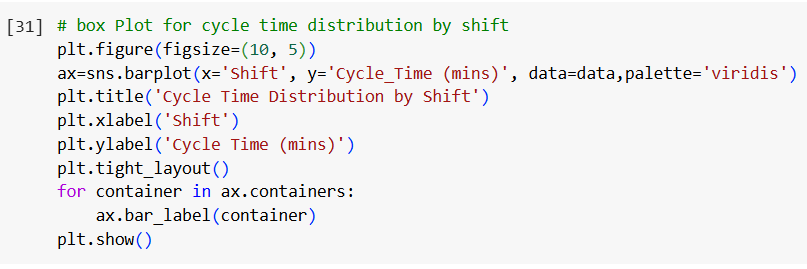 [31] # box Plot for cycle time distribution by shift
plt.figure(figsize=(10, 5))
ax=sns.barplot(x='Shift', y='Cycle_Time (mins)', data=data,palette='viridis')
plt.title('Cycle Time Distribution by Shift')
plt.xlabel('Shift')
plt.ylabel('Cycle Time (mins)')
plt.tight_layout()
for container in ax.containers:
    ax.bar_label(container)
plt.show()